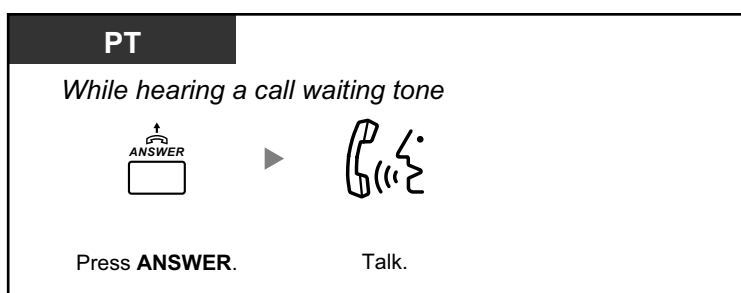 PT
While hearing a call waiting tone
ANSWER
Press ANSWER.
Talk.